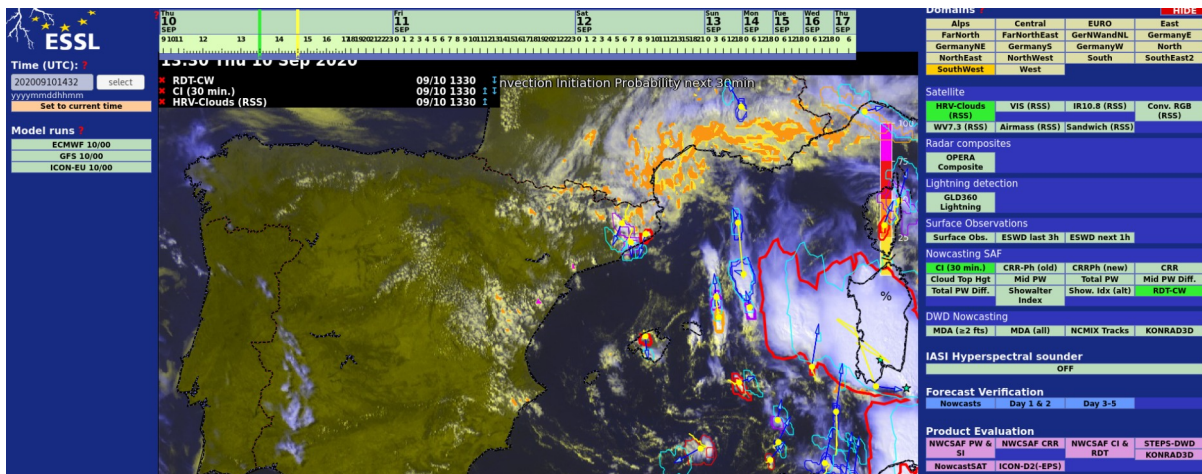 Thu
10
SEP
Fri
11
SEP
Sat
12
SEP
Sun
13
SEP
Mon
14
SEP
Tue
15
SEP
Wed
16
SEP
Thu
17
SEP
ESSL
Time (UTC): ?
202009101432
select
yyyymmddhhmm
Set to current time
Model runs ?
ECMWF 10/00
GFS 10/00
ICON-EU 10/00
13:30 Thu 10 Sep 2020
RDT-CW 09/10 1330
CI (30 min.) 09/10 1330
HRV-Clouds (RSS) 09/10 1330
nvection Initiation Probability next 30min
100
75
25
%
Domains ?
HIDE
Alps Central EURO East
FarNorth FarNorthEast GerNWandNL GermanyE
GermanyNE GermanyS GermanyW North
NorthEast NorthWest South SouthEast2
SouthWest West
Satellite
HRV-Clouds (RSS) VIS (RSS) IR10.8 (RSS) Conv. RGB (RSS)
WV7.3 (RSS) Airmass (RSS) Sandwich (RSS)
Radar composites
OPERA Composite
Lightning detection
GLD360 Lightning
Surface Observations
Surface Obs. ESWD last 3h ESWD next 1h
Nowcasting SAF
CI (30 min.) CRR-Ph (old) CRRPh (new) CRR
Cloud Top Hgt Mid PW Total PW Mid PW Diff.
Total PW Diff. Showalter Index Show. Idx (alt) RDT-CW
DWD Nowcasting
MDA (≥2 fts) MDA (all) NCMIX Tracks KONRAD3D
IASI Hyperspectral sounder
OFF
Forecast Verification
Nowcasts Day 1 & 2 Day 3-5
Product Evaluation
NWCSAF PW & SI NWCSAF CRR NWCSAF CI & RDT STEPS-DWD
KONRAD3D
NowcastSAT ICON-D2(-EPS)